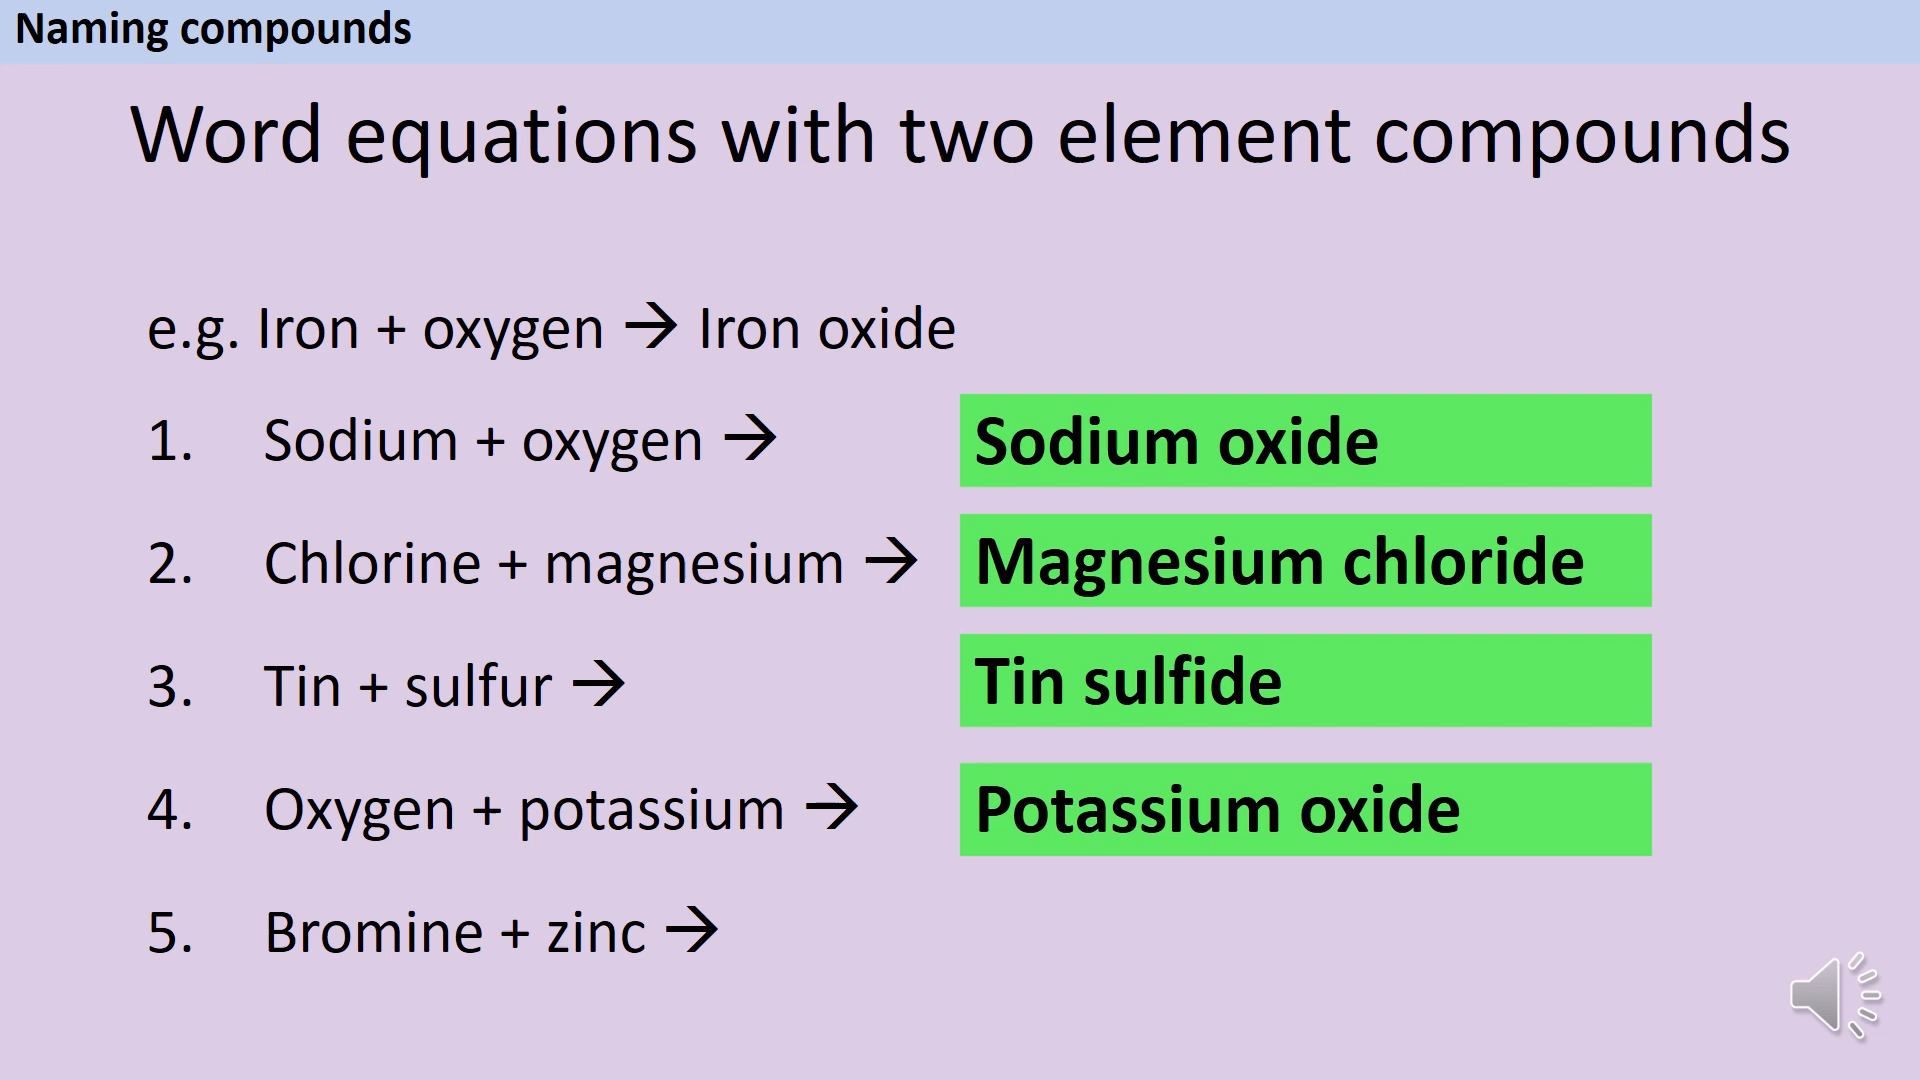 Naming compounds
Word equations with two element compounds
e.g. Iron + oxygen → Iron oxide
1. Sodium + oxygen → Sodium oxide
2. Chlorine + magnesium → Magnesium chloride
3. Tin + sulfur → Tin sulfide
4. Oxygen + potassium → Potassium oxide
5. Bromine + zinc →